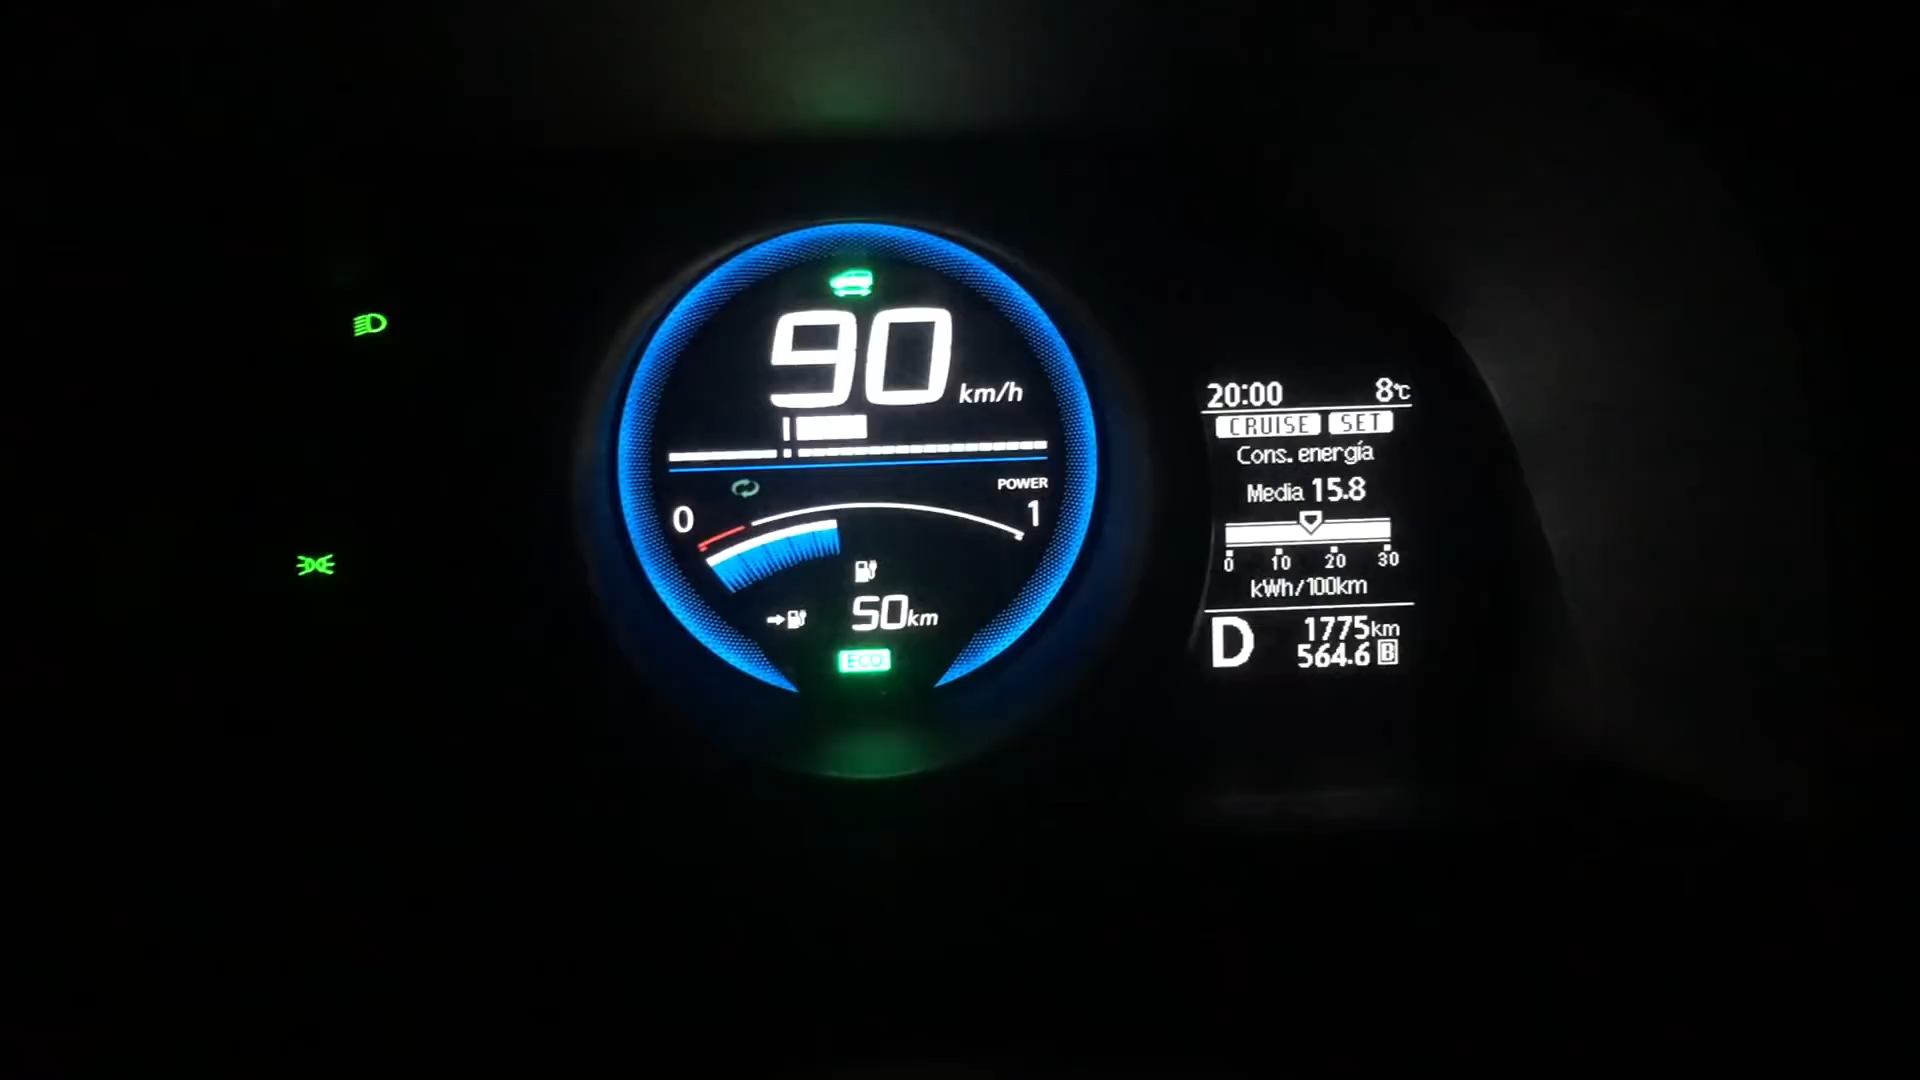 90 km/h
POWER
0 1
50km
ECO
20:00 8°C
CRUISE SET
Cons. energía
Media 15.8
0 10 20 30
kWh/100km
D 1775km
564.6 B